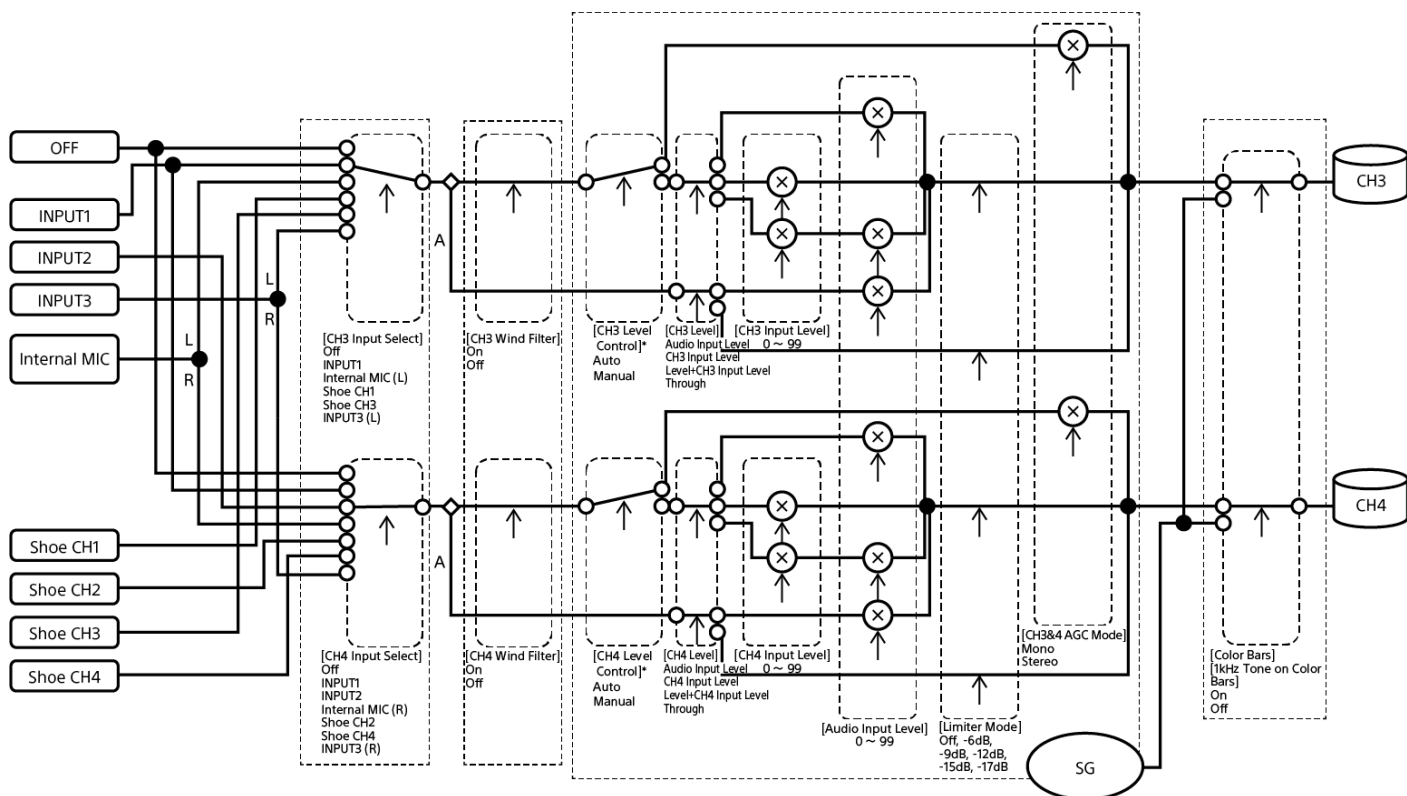 OFF
INPUT1
INPUT2
INPUT3
Internal MIC
L
R
L
R
Shoe CH1
Shoe CH2
Shoe CH3
Shoe CH4
[CH3 Input Select]
Off
INPUT1
Internal MIC (L)
Shoe CH1
Shoe CH3
INPUT3 (L)
A
[CH3 Wind Filter]
On
Off
[CH3 Level
Control]*
Auto
Manual
[CH3 Level]
Audio Input Level
CH3 Input Level
Level+CH3 Input Level
Through
[CH3 Input Level]
0 ~ 99
CH3
[CH4 Input Select]
Off
INPUT1
INPUT2
Internal MIC (R)
Shoe CH2
Shoe CH4
INPUT3 (R)
A
[CH4 Wind Filter]
On
Off
[CH4 Level
Control]*
Auto
Manual
[CH4 Level]
Audio Input Level
CH4 Input Level
Level+CH4 Input Level
Through
[CH4 Input Level]
0 ~ 99
[Audio Input Level]
0 ~ 99
[Limiter Mode]
Off, -6dB,
-9dB, -12dB,
-15dB, -17dB
[CH3&4 AGC Mode]
Mono
Stereo
SG
[Color Bars]
[1kHz Tone on Color
Bars]
On
Off
CH4